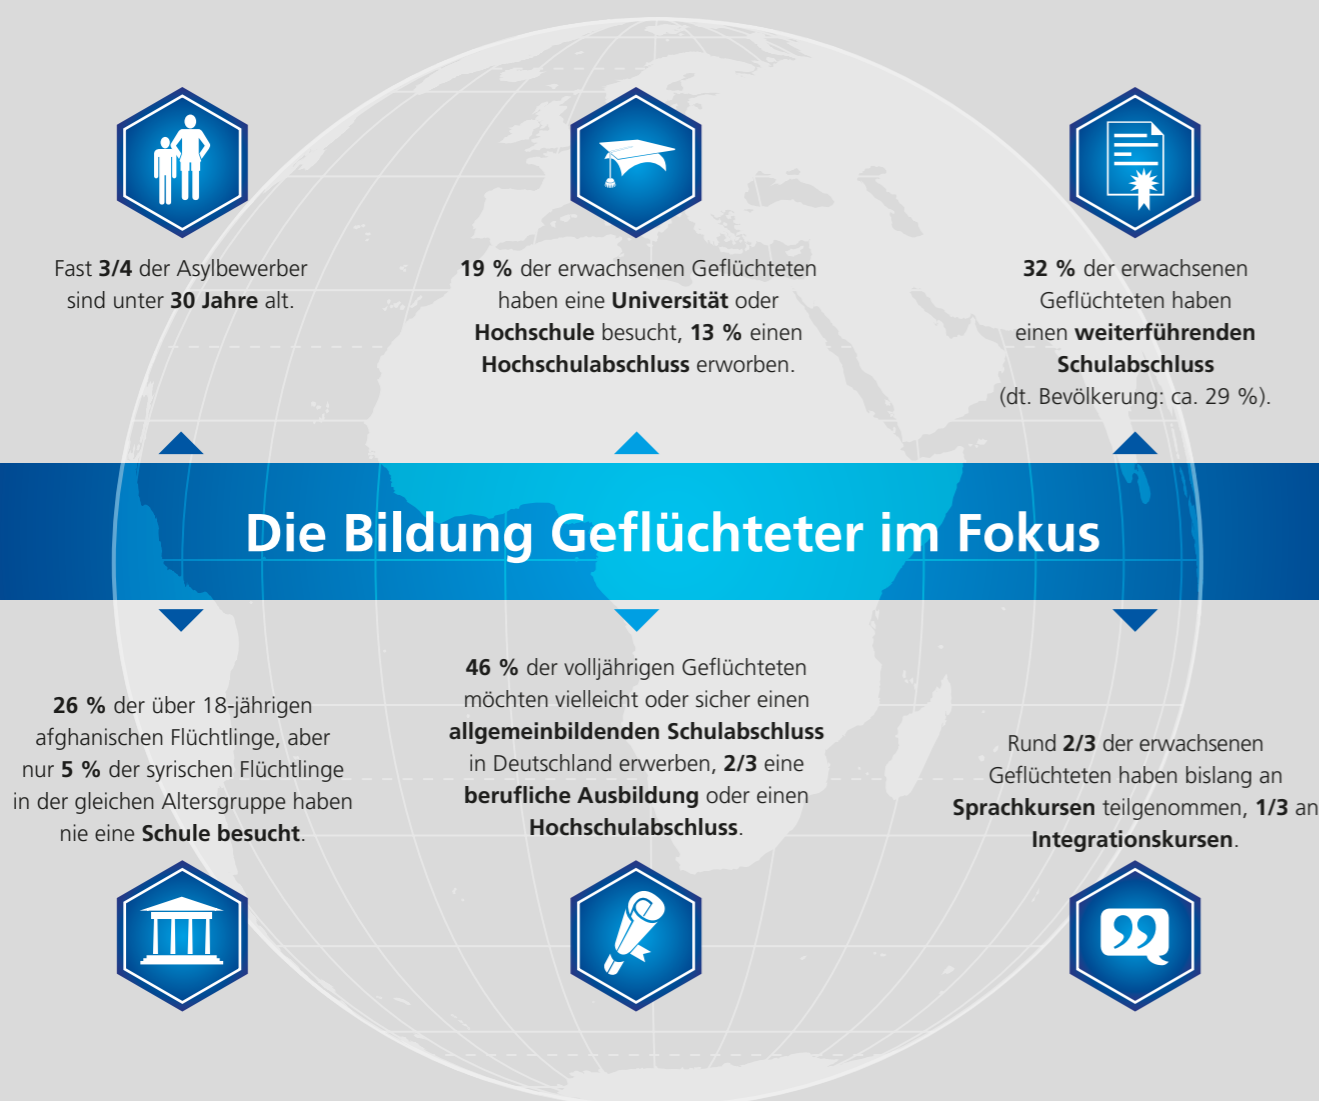 Fast 3/4 der Asylbewerber
sind unter 30 Jahre alt.
19 % der erwachsenen Geflüchteten
haben eine Universität oder
Hochschule besucht, 13 % einen
Hochschulabschluss erworben.
32 % der erwachsenen
Geflüchteten haben
einen weiterführenden
Schulabschluss
(dt. Bevölkerung: ca. 29 %).
Die Bildung Geflüchteter im Fokus
26 % der über 18-jährigen
afghanischen Flüchtlinge, aber
nur 5 % der syrischen Flüchtlinge
in der gleichen Altersgruppe haben
nie eine Schule besucht.
46 % der volljährigen Geflüchteten
möchten vielleicht oder sicher einen
allgemeinbildenden Schulabschluss
in Deutschland erwerben, 2/3 eine
berufliche Ausbildung oder einen
Hochschulabschluss.
Rund 2/3 der erwachsenen
Geflüchteten haben bislang an
Sprachkursen teilgenommen, 1/3 an
Integrationskursen.